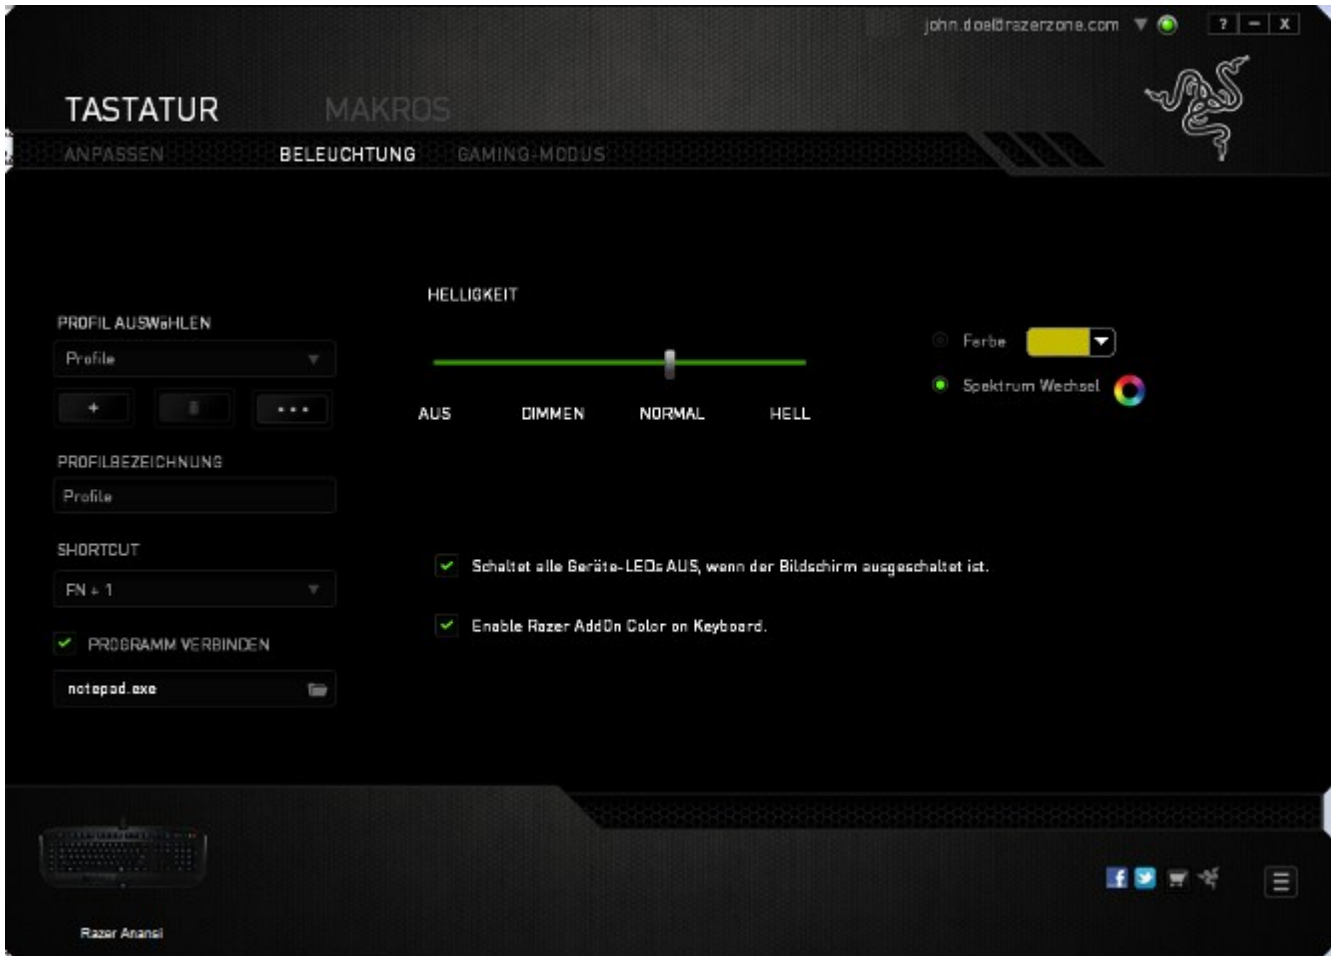 john.doe@razerzone.com
? – X
TASTATUR MAKROS
ANPASSEN BELEUCHTUNG GAMING-MODUS
HELLIGKEIT
PROFIL AUSWäHLEN
Profile
Farbe
Spektrum Wechsel
+ ...
AUS DIMMEN NORMAL HELL
PROFILBEZEICHNUNG
Profile
SHORTCUT
Schaltet alle Geräte-LEDs AUS, wenn der Bildschirm ausgeschaltet ist.
FN + 1
Enable Razer AddOn Color on Keyboard.
PROGRAMM VERBINDEN
notepad.exe
Razer Anansi